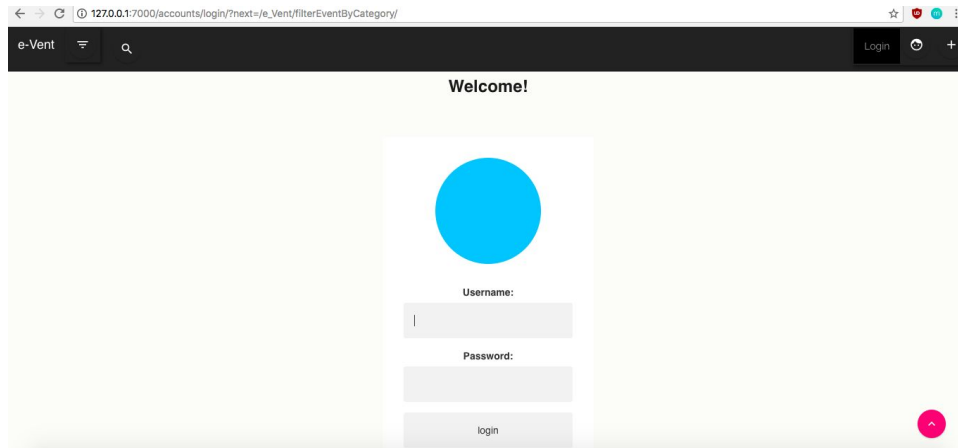 127.0.0.1:7000/accounts/login/?next=/e_Vent/filterEventByCategory/
e-Vent
Login
Welcome!
Username:
Password:
login